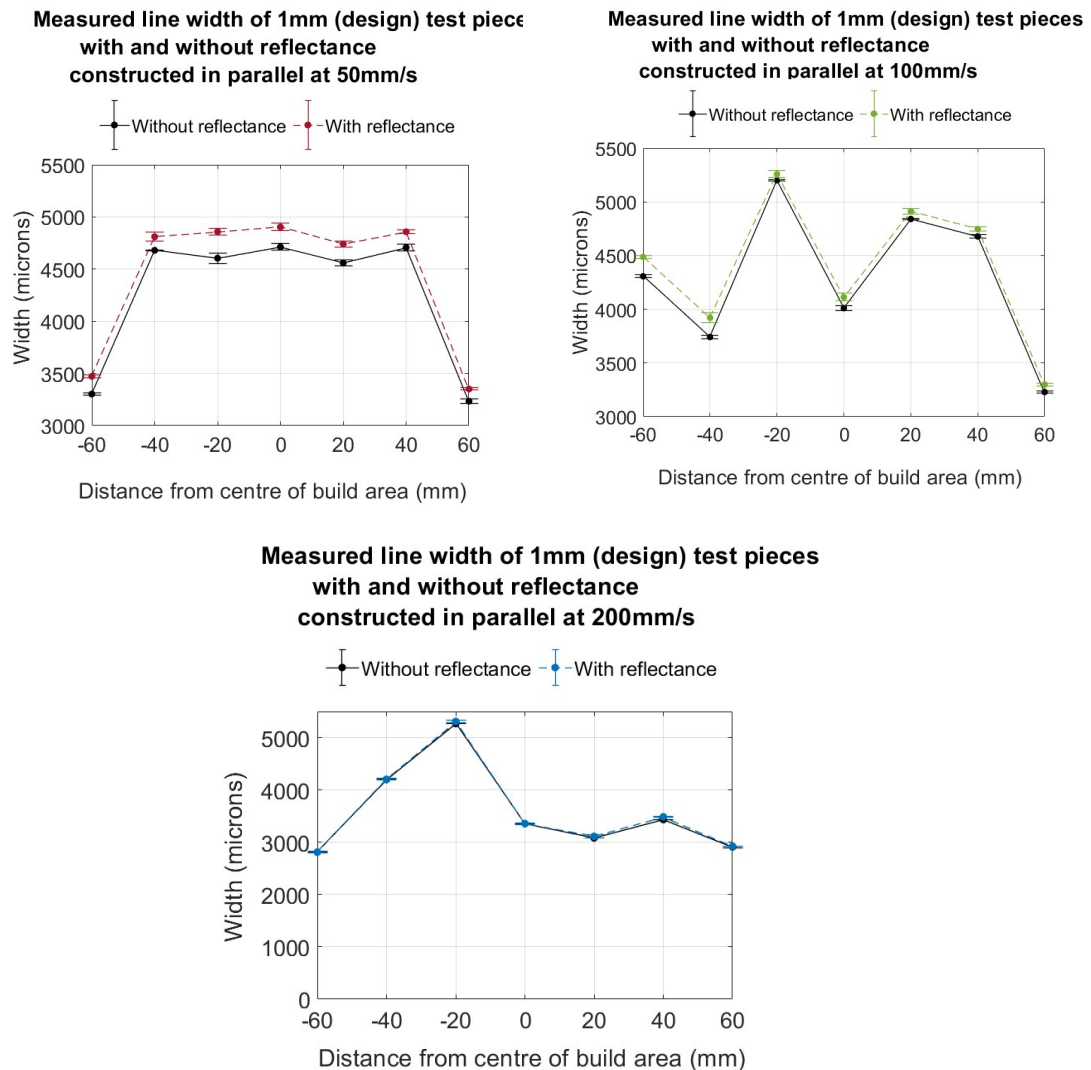 Measured line width of 1mm (design) test piece
with and without reflectance
constructed in parallel at 50mm/s
Without reflectance With reflectance
5500
5000
4500
4000
3500
3000
Width (microns)
-60 -40 -20 0 20 40 60
Distance from centre of build area (mm)
Measured line width of 1mm (design) test pieces
with and without reflectance
constructed in parallel at 100mm/s
Without reflectance With reflectance
5500
5000
4500
4000
3500
3000
Width (microns)
-60 -40 -20 0 20 40 60
Distance from centre of build area (mm)
Measured line width of 1mm (design) test pieces
with and without reflectance
constructed in parallel at 200mm/s
Without reflectance With reflectance
5000
4000
3000
2000
1000
0
Width (microns)
-60 -40 -20 0 20 40 60
Distance from centre of build area (mm)